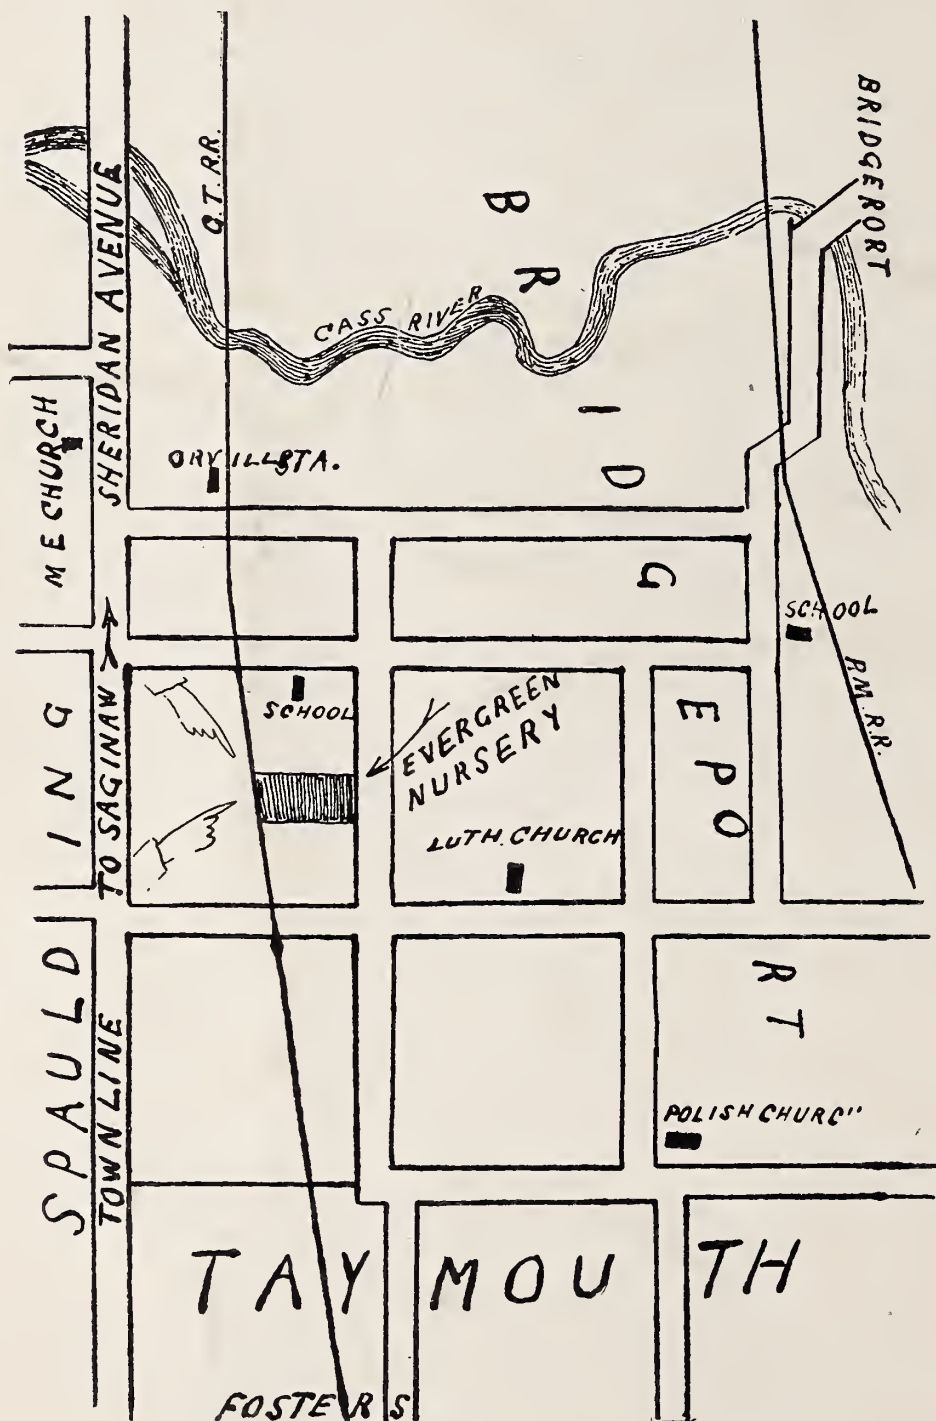 BRIDGEPORT
G.T.R.R.
SHERIDAN AVENUE
CASS RIVER
BRIDGEPORT
ORVILLE STA.
M E CHURCH
SCHOOL
P.M.R.R.
SCHOOL
EVERGREEN
NURSERY
TO SAGINAW
LUTH. CHURCH
SPAULDING
TOWN LINE
POLISH CHURC"
TAYMOUTH
FOSTERS